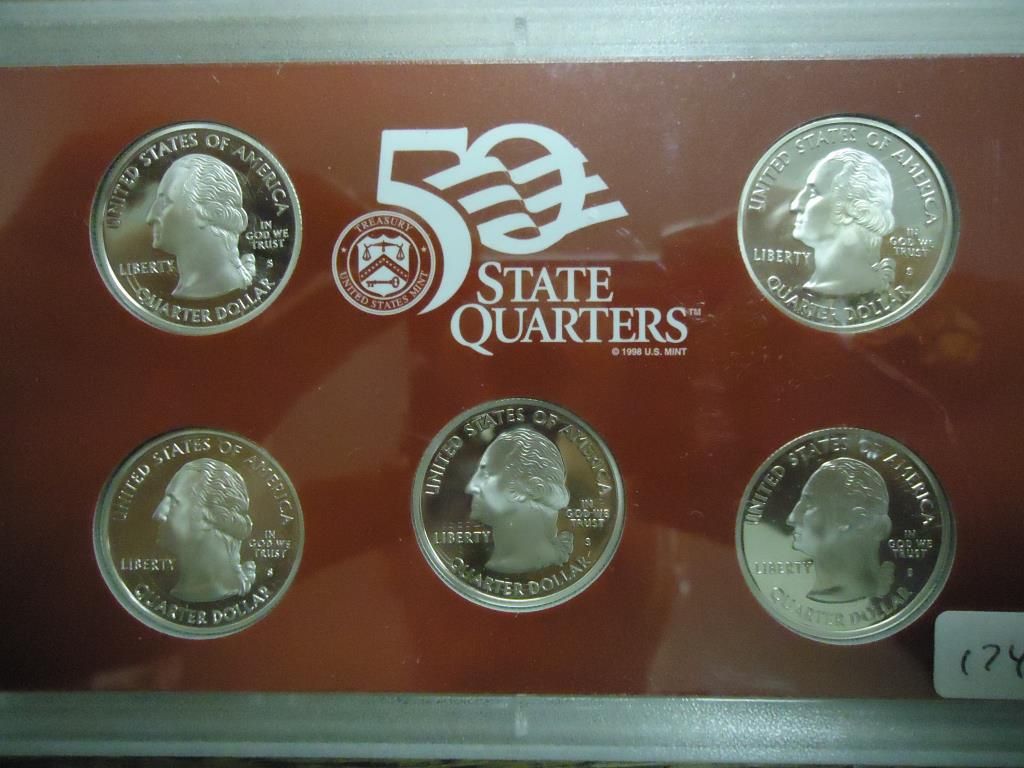 UNITED STATES OF AMERICA
IN
GOD WE
TRUST
LIBERTY
S
QUARTER DOLLAR
50
TREASURY
UNITED STATES MINT
STATE
QUARTERS™
© 1998 U.S. MINT
UNITED STATES OF AMERICA
IN
GOD WE
TRUST
LIBERTY
S
QUARTER DOLLAR
UNITED STATES OF AMERICA
IN
GOD WE
TRUST
LIBERTY
S
QUARTER DOLLAR
UNITED STATES OF AMERICA
IN
GOD WE
TRUST
LIBERTY
S
QUARTER DOLLAR
UNITED STATES OF AMERICA
IN
GOD WE
TRUST
LIBERTY
S
QUARTER DOLLAR
174